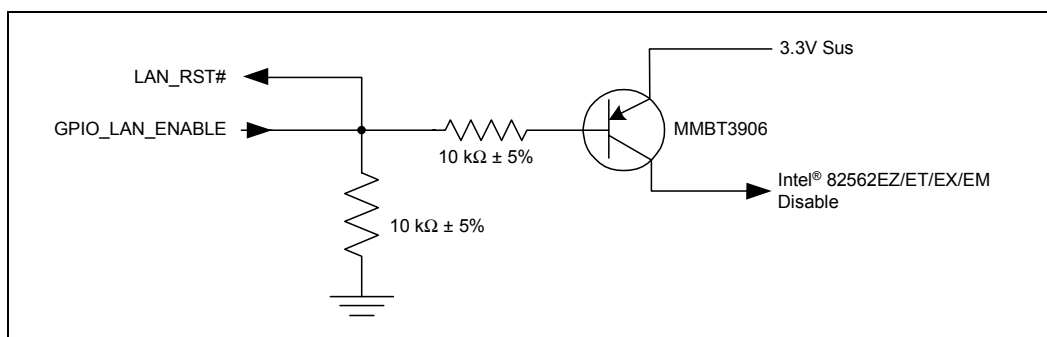 3.3V Sus
LAN_RST#
GPIO_LAN_ENABLE
MMBT3906
10 kΩ ± 5%
Intel® 82562EZ/ET/EX/EM
Disable
10 kΩ ± 5%